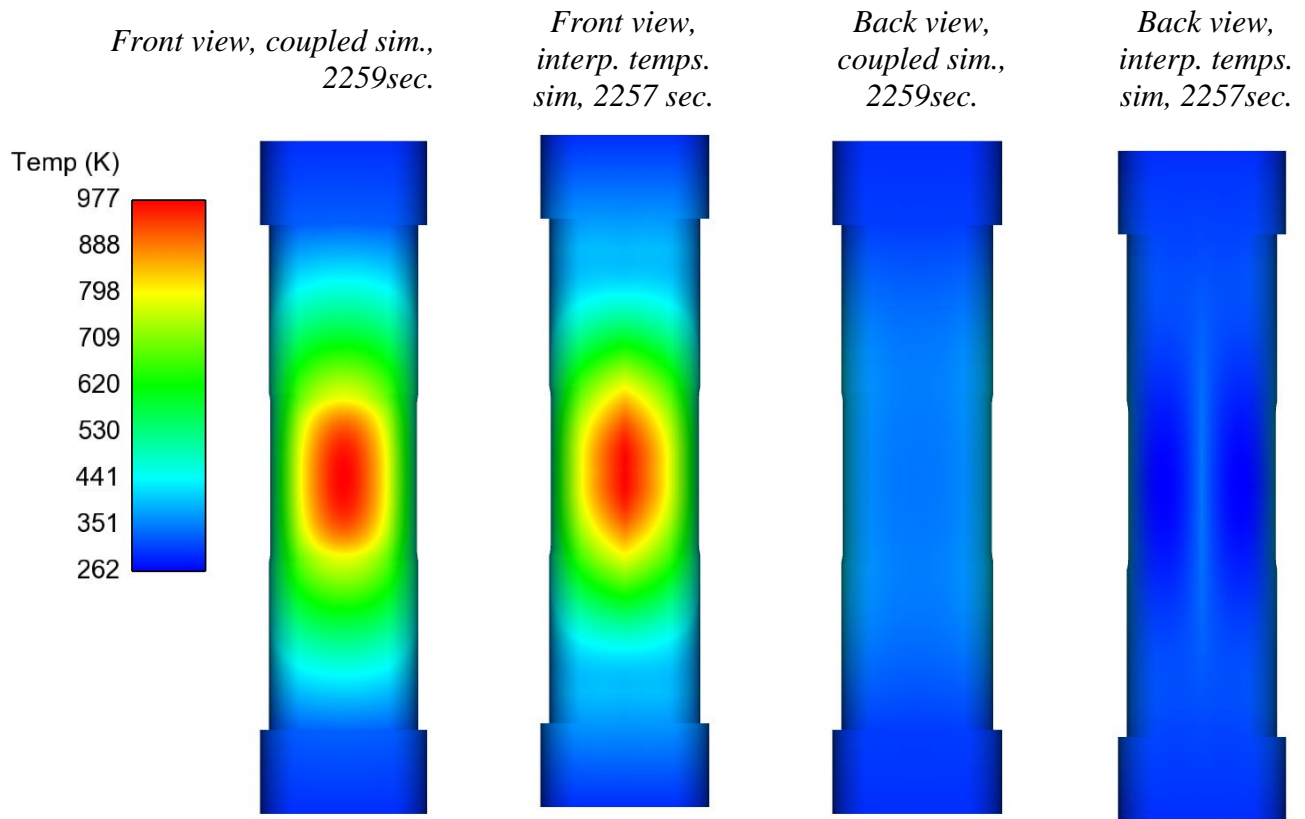 Front view, coupled sim.,
2259sec.
Front view,
interp. temps.
sim, 2257 sec.
Back view,
coupled sim.,
2259sec.
Back view,
interp. temps.
sim, 2257sec.
Temp (K)
977
888
798
709
620
530
441
351
262